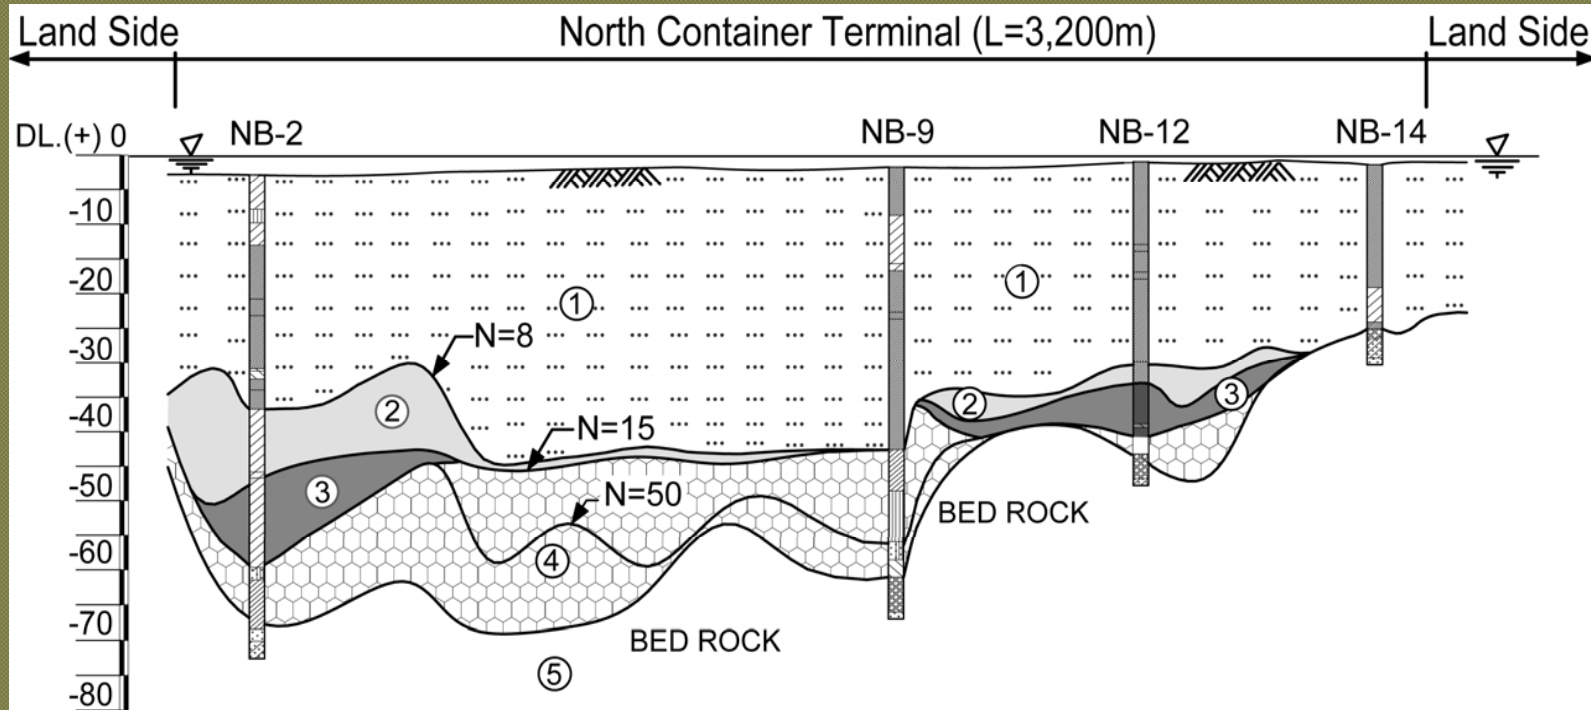 Land Side
North Container Terminal (L=3,200m)
Land Side
DL.(+) 0
NB-2
NB-9
NB-12
NB-14
-10
-20
①
①
-30
N=8
-40
②
②
③
N=15
-50
③
N=50
BED ROCK
-60
④
-70
BED ROCK
⑤
-80